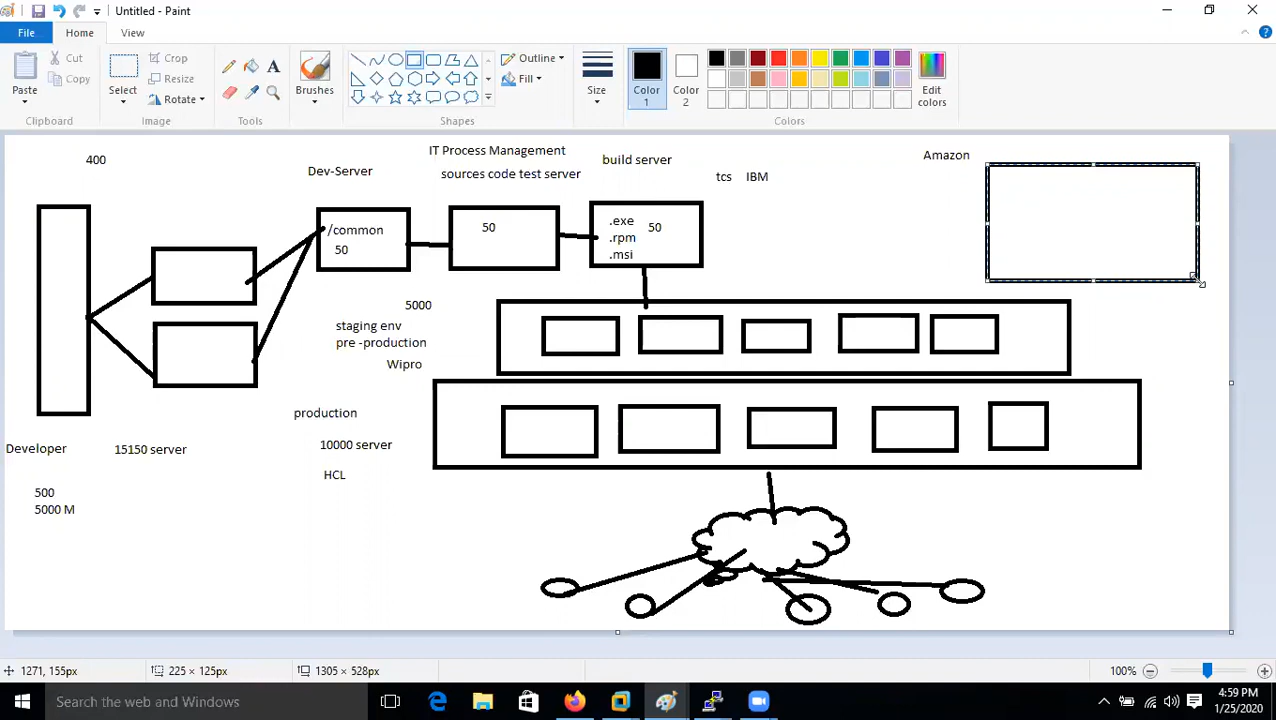 Untitled - Paint
File
Home
View
Paste
Cut
Copy
Clipboard
Select
Crop
Resize
Rotate
Image
Tools
Brushes
Shapes
Outline
Fill
Size
Color
1
Color
2
Edit
colors
Colors
400
IT Process Management
Amazon
Dev-Server
sources code test server
build server
tcs IBM
/common
50
50
.exe 50
.rpm
.msi
5000
staging env
pre -production
Wipro
production
10000 server
HCL
Developer
15150 server
500
5000 M
1271, 155px
225 × 125px
1305 × 528px
100%
Search the web and Windows
4:59 PM
1/25/2020